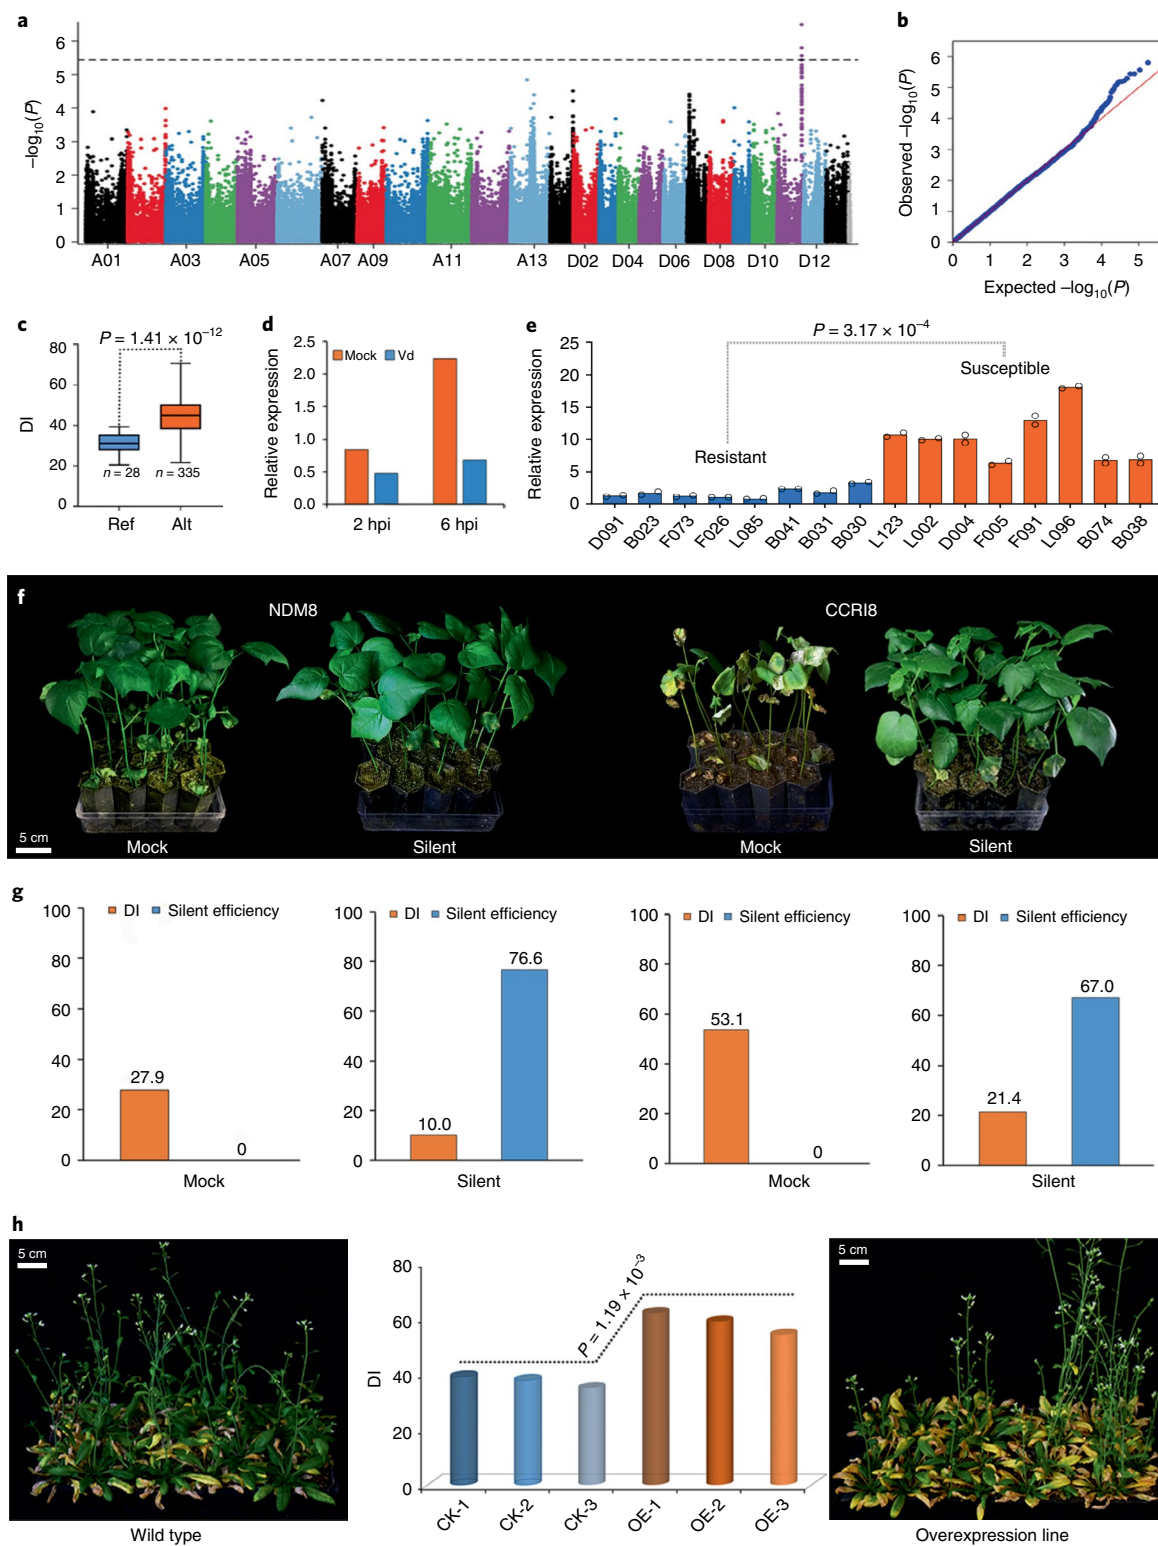 a
–log10(P)
6
5
4
3
2
1
0
A01 A03 A05 A07 A09 A11 A13 D02 D04 D06 D08 D10 D12
b
Observed –log10(P)
6
5
4
3
2
1
0
0 1 2 3 4 5
Expected –log10(P)
c
P = 1.41 × 10–12
DI
80
60
40
20
0
n = 28 n = 335
Ref Alt
d
Relative expression
2.5
2.0
1.5
1.0
0.5
0.0
Mock Vd
2 hpi 6 hpi
e
P = 3.17 × 10–4
Relative expression
25
20
15
10
5
0
Resistant
Susceptible
D091 B023 F073 F026 L085 B041 B031 B030 L123 L002 D004 F005 F091 L096 B074 B038
f
NDM8 CCRI8
5 cm
Mock Silent Mock Silent
g
DI Silent efficiency
100
80
60
40
20
0
27.9
0
Mock
DI Silent efficiency
100
80
60
40
20
0
10.0
76.6
Silent
DI Silent efficiency
100
80
60
40
20
0
53.1
0
Mock
DI Silent efficiency
100
80
60
40
20
0
21.4
67.0
Silent
h
5 cm
Wild type
DI
80
60
40
20
0
P = 1.19 × 10–3
CK-1 CK-2 CK-3 OE-1 OE-2 OE-3
5 cm
Overexpression line